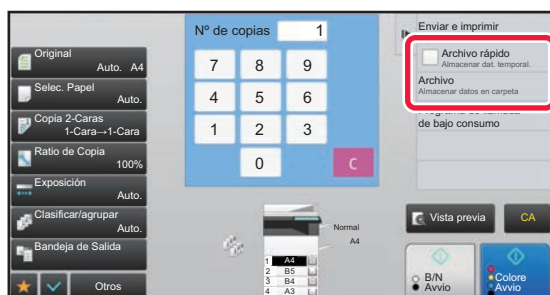 Original
Auto. A4
Selec. Papel
Auto.
Copia 2-Caras
1-Cara→1-Cara
Ratio de Copia
100%
Exposición
Auto.
Clasificar/agrupar
Auto.
Bandeja de Salida
Otros
Nº de copias 1
7 8 9
4 5 6
1 2 3
0 C
Normal
A4
1 A4
2 B5
3 B4
4 A3
Enviar e imprimir
Archivo rápido
Almacenar dat. temporal.
Archivo
Almacenar datos en carpeta
de bajo consumo
Vista previa
CA
B/N
Avvio
Colore
Avvio